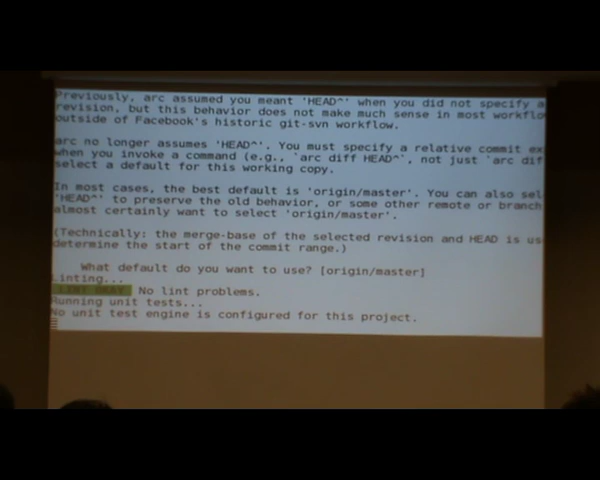 Previously, arc assumed you meant 'HEAD^' when you did not specify a
revision, but this behavior does not make much sense in most workflo
outside of Facebook's historic git-svn workflow.
arc no longer assumes 'HEAD^'. You must specify a relative commit ex
when you invoke a command (e.g., `arc diff HEAD^`, not just `arc dif
select a default for this working copy.
In most cases, the best default is 'origin/master'. You can also sel
'HEAD^' to preserve the old behavior, or some other remote or branch
almost certainly want to select 'origin/master'.
(Technically: the merge-base of the selected revision and HEAD is us
determine the start of the commit range.)
What default do you want to use? [origin/master]
Linting...
LINT OKAY No lint problems.
Running unit tests...
No unit test engine is configured for this project.